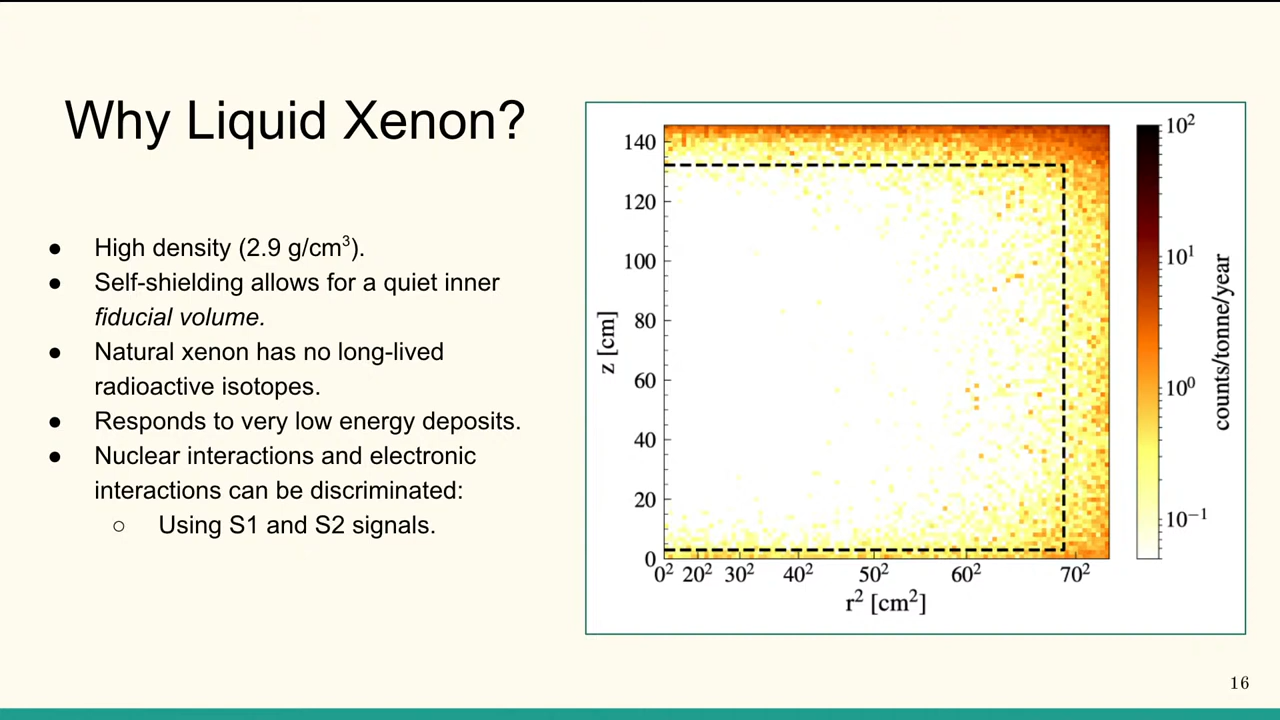 Why Liquid Xenon?
● High density (2.9 g/cm³).
● Self-shielding allows for a quiet inner
fiducial volume.
● Natural xenon has no long-lived
radioactive isotopes.
● Responds to very low energy deposits.
● Nuclear interactions and electronic
interactions can be discriminated:
○ Using S1 and S2 signals.
z [cm]
140
120
100
80
60
40
20
0
0² 20² 30² 40² 50² 60² 70²
r² [cm²]
10²
10¹
10⁰
10⁻¹
counts/tonne/year
16